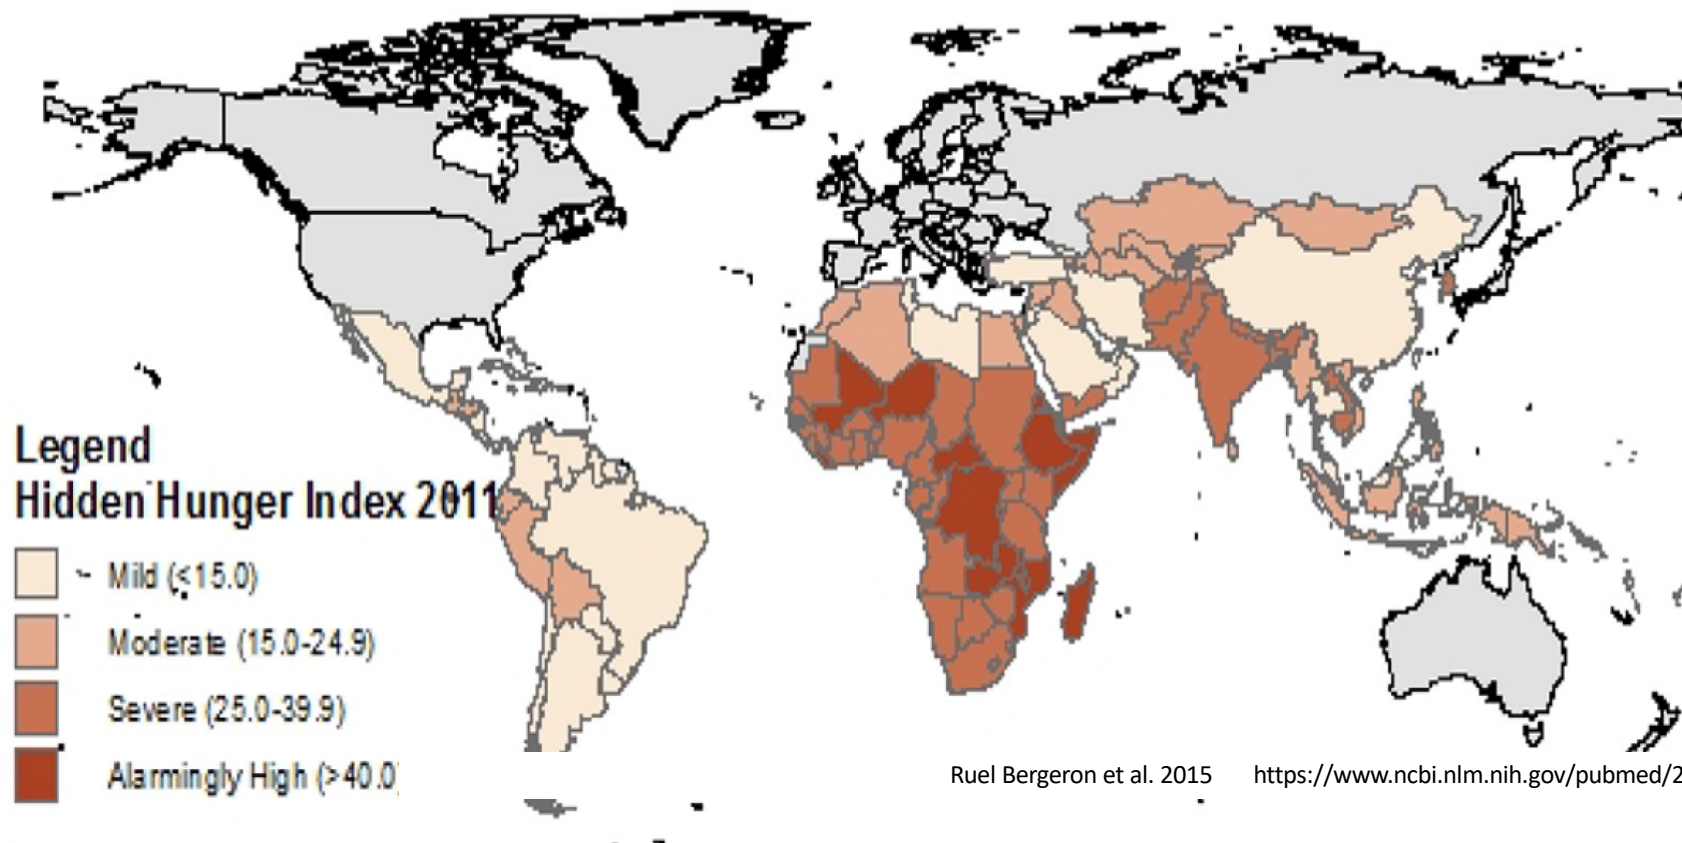 Legend
Hidden Hunger Index 2011
Mild (<15.0)
Moderate (15.0-24.9)
Severe (25.0-39.9)
Alarmingly High (>40.0)
Ruel Bergeron et al. 2015 https://www.ncbi.nlm.nih.gov/pubmed/2